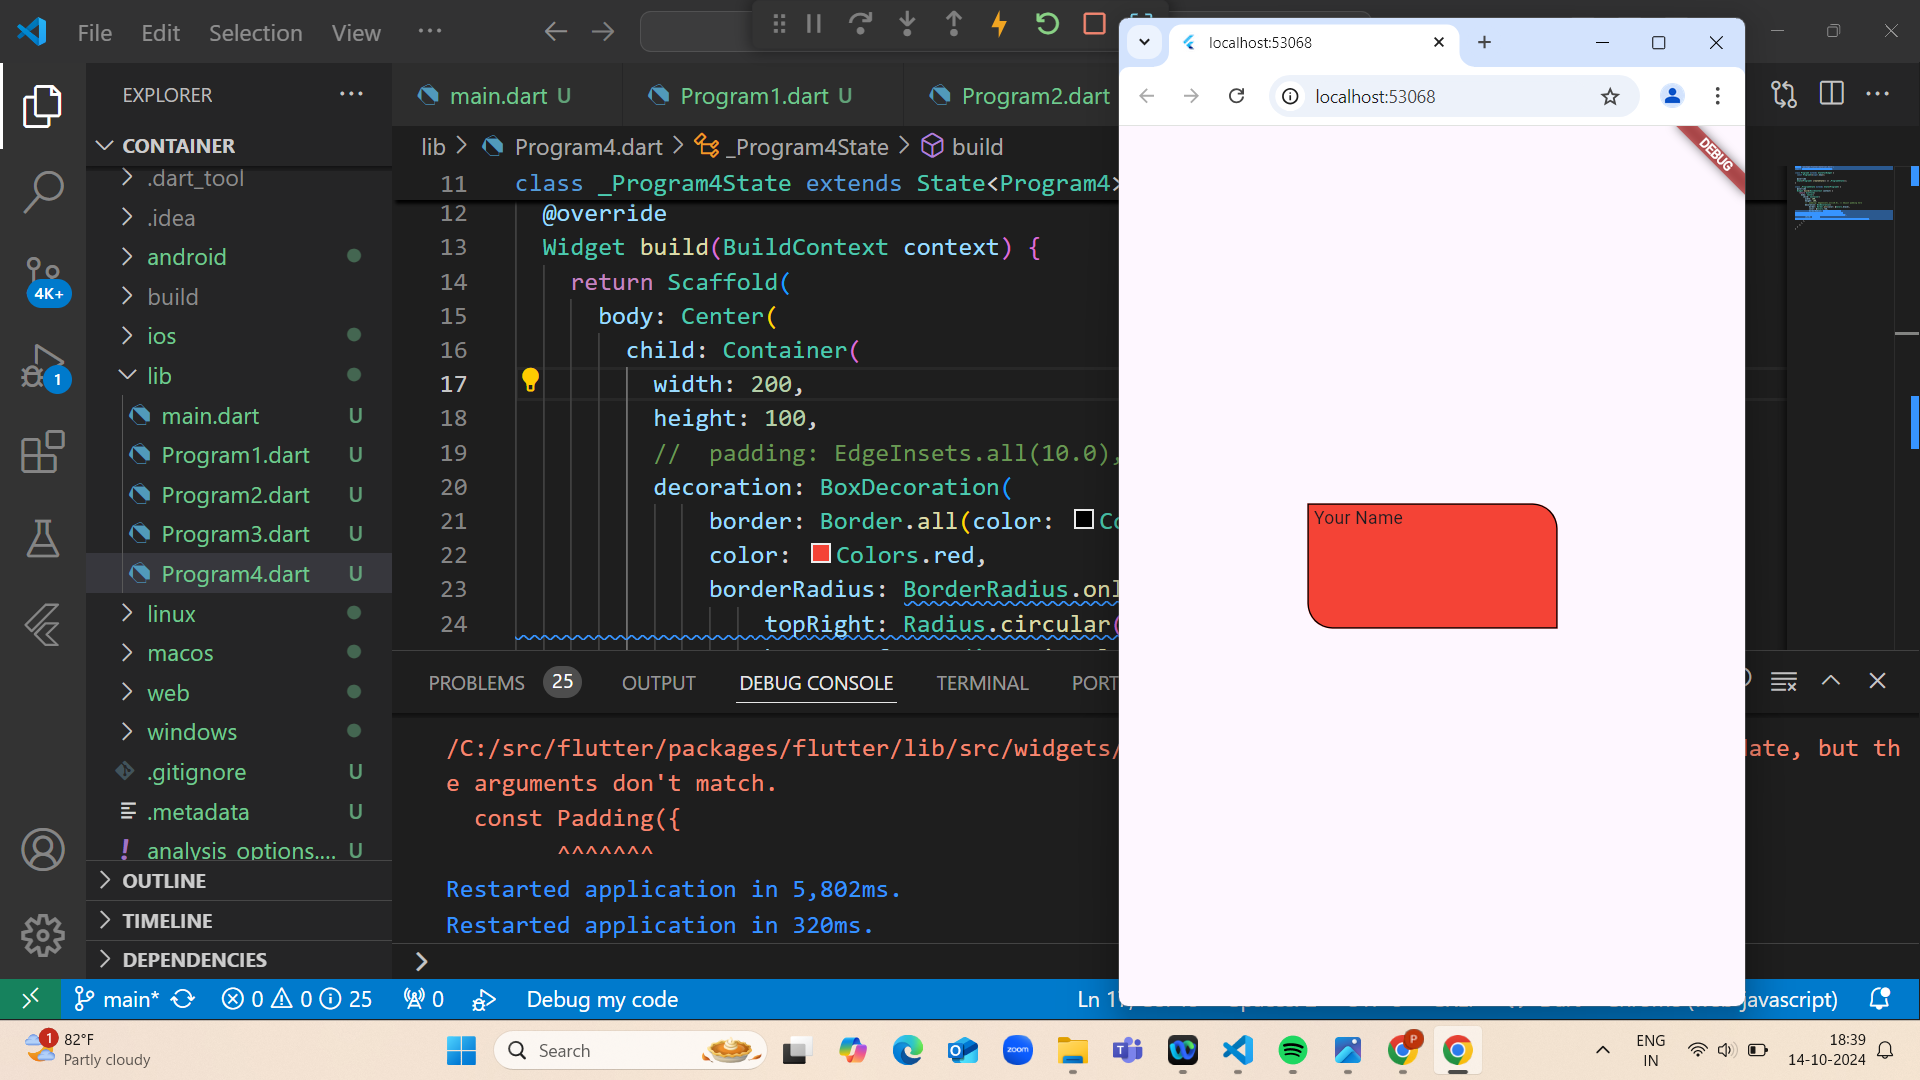 File Edit Selection View ···
EXPLORER ···
CONTAINER
.dart_tool
.idea
android
build
ios
lib
main.dart U
Program1.dart U
Program2.dart U
Program3.dart U
Program4.dart U
linux
macos
web
windows
.gitignore U
.metadata U
analysis_options.... U
OUTLINE
TIMELINE
DEPENDENCIES
4K+
1
main.dart U
Program1.dart U
Program2.dart
lib > Program4.dart > _Program4State > build
11 class _Program4State extends State<Program4>
12 @override
13 Widget build(BuildContext context) {
14 return Scaffold(
15 body: Center(
16 child: Container(
17 width: 200,
18 height: 100,
19 // padding: EdgeInsets.all(10.0),
20 decoration: BoxDecoration(
21 border: Border.all(color:
22 color: Colors.red,
23 borderRadius: BorderRadius.onl
24 topRight: Radius.circular(
PROBLEMS 25 OUTPUT DEBUG CONSOLE TERMINAL PORT
/C:/src/flutter/packages/flutter/lib/src/widgets/
, but th
e arguments don't match.
const Padding({
^^^^^^^
Restarted application in 5,802ms.
Restarted application in 320ms.
>
main* 0 0 25 0 Debug my code
javascript)
localhost:53068
localhost:53068
DEBUG
Your Name
1
82°F
Partly cloudy
Search
zoom
P
ENG
IN
18:39
14-10-2024